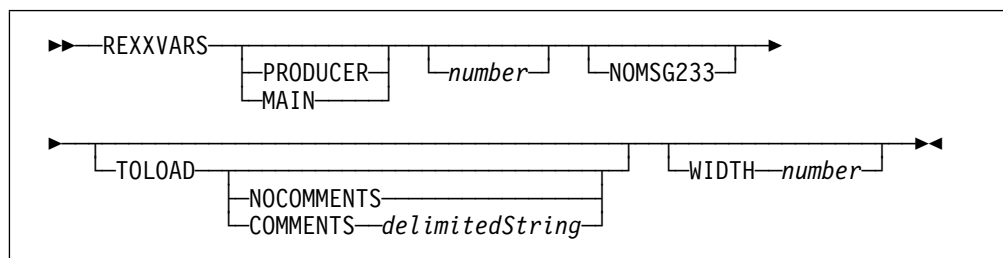 REXXVARS
PRODUCER number NOMSG233
MAIN
TOLOAD WIDTH number
NOCOMMENTS
COMMENTS delimitedString